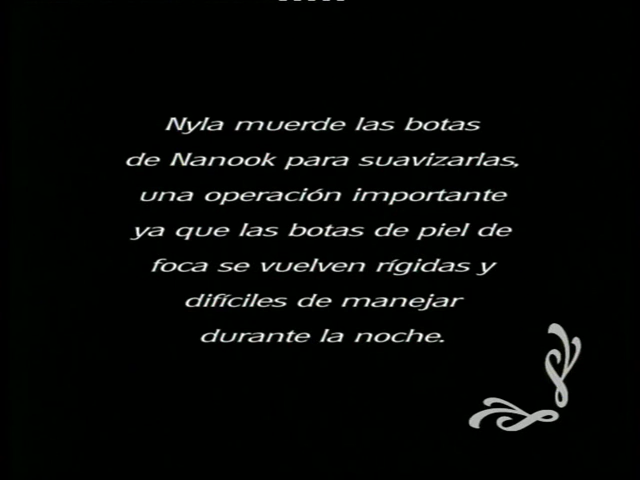 Nyla muerde las botas
de Nanook para suavizarlas,
una operación importante
ya que las botas de piel de
foca se vuelven rígidas y
difíciles de manejar
durante la noche.